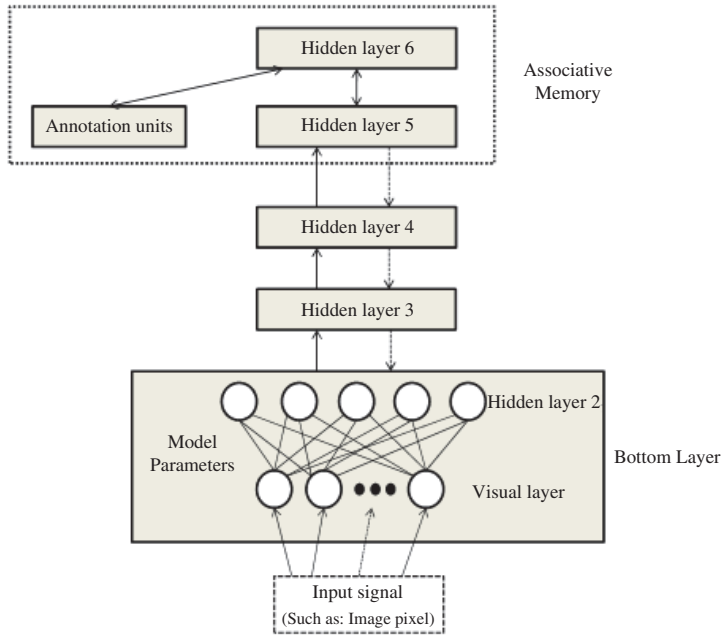 Hidden layer 6
Associative
Memory
Annotation units
Hidden layer 5
Hidden layer 4
Hidden layer 3
Hidden layer 2
Model
Parameters
Bottom Layer
Visual layer
Input signal
(Such as: Image pixel)